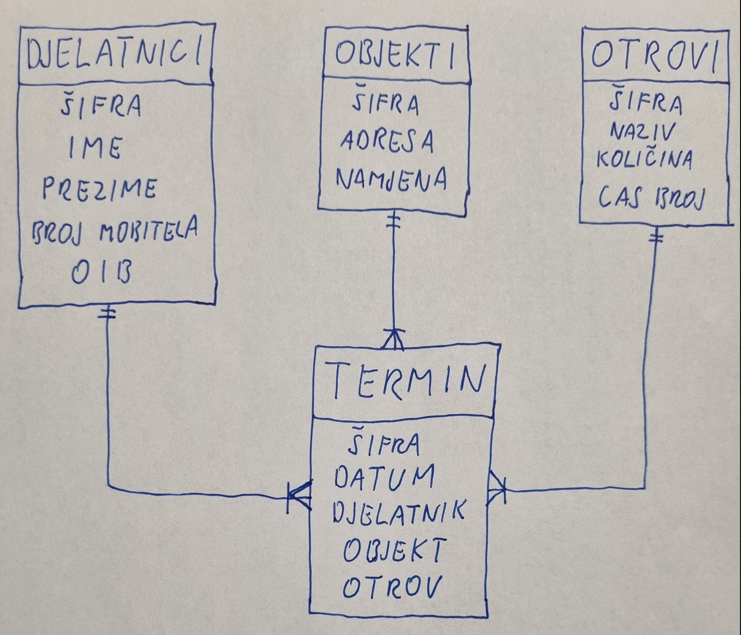 DJELATNICI
ŠIFRA
IME
PREZIME
BROJ MOBITELA
OIB
OBJEKTI
ŠIFRA
ADRESA
NAMJENA
OTROVI
ŠIFRA
NAZIV
KOLIČINA
CAS BROJ
TERMIN
ŠIFRA
DATUM
DJELATNIK
OBJEKT
OTROV